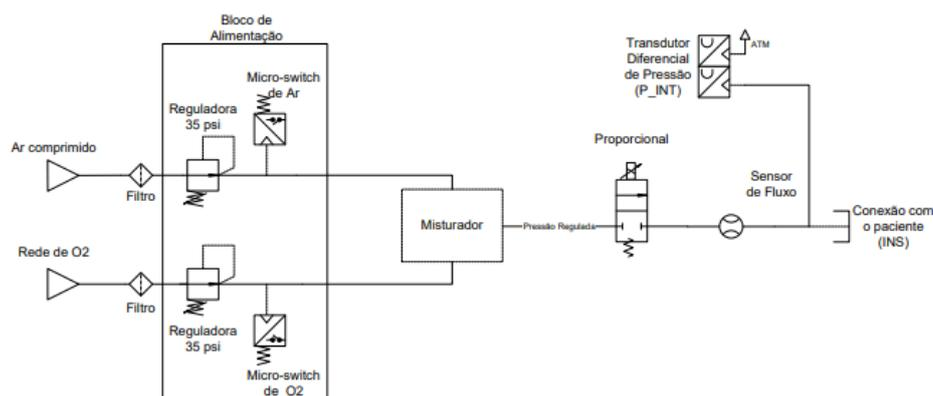 Bloco de
Alimentação
Micro-switch
de Ar
Reguladora
35 psi
Ar comprimido
Filtro
Rede de O2
Filtro
Reguladora
35 psi
Micro-switch
de O2
Misturador
Pressão Regulada
Proporcional
Transdutor
Diferencial
de Pressão
(P_INT)
ATM
Sensor
de Fluxo
Conexão com
o paciente
(INS)